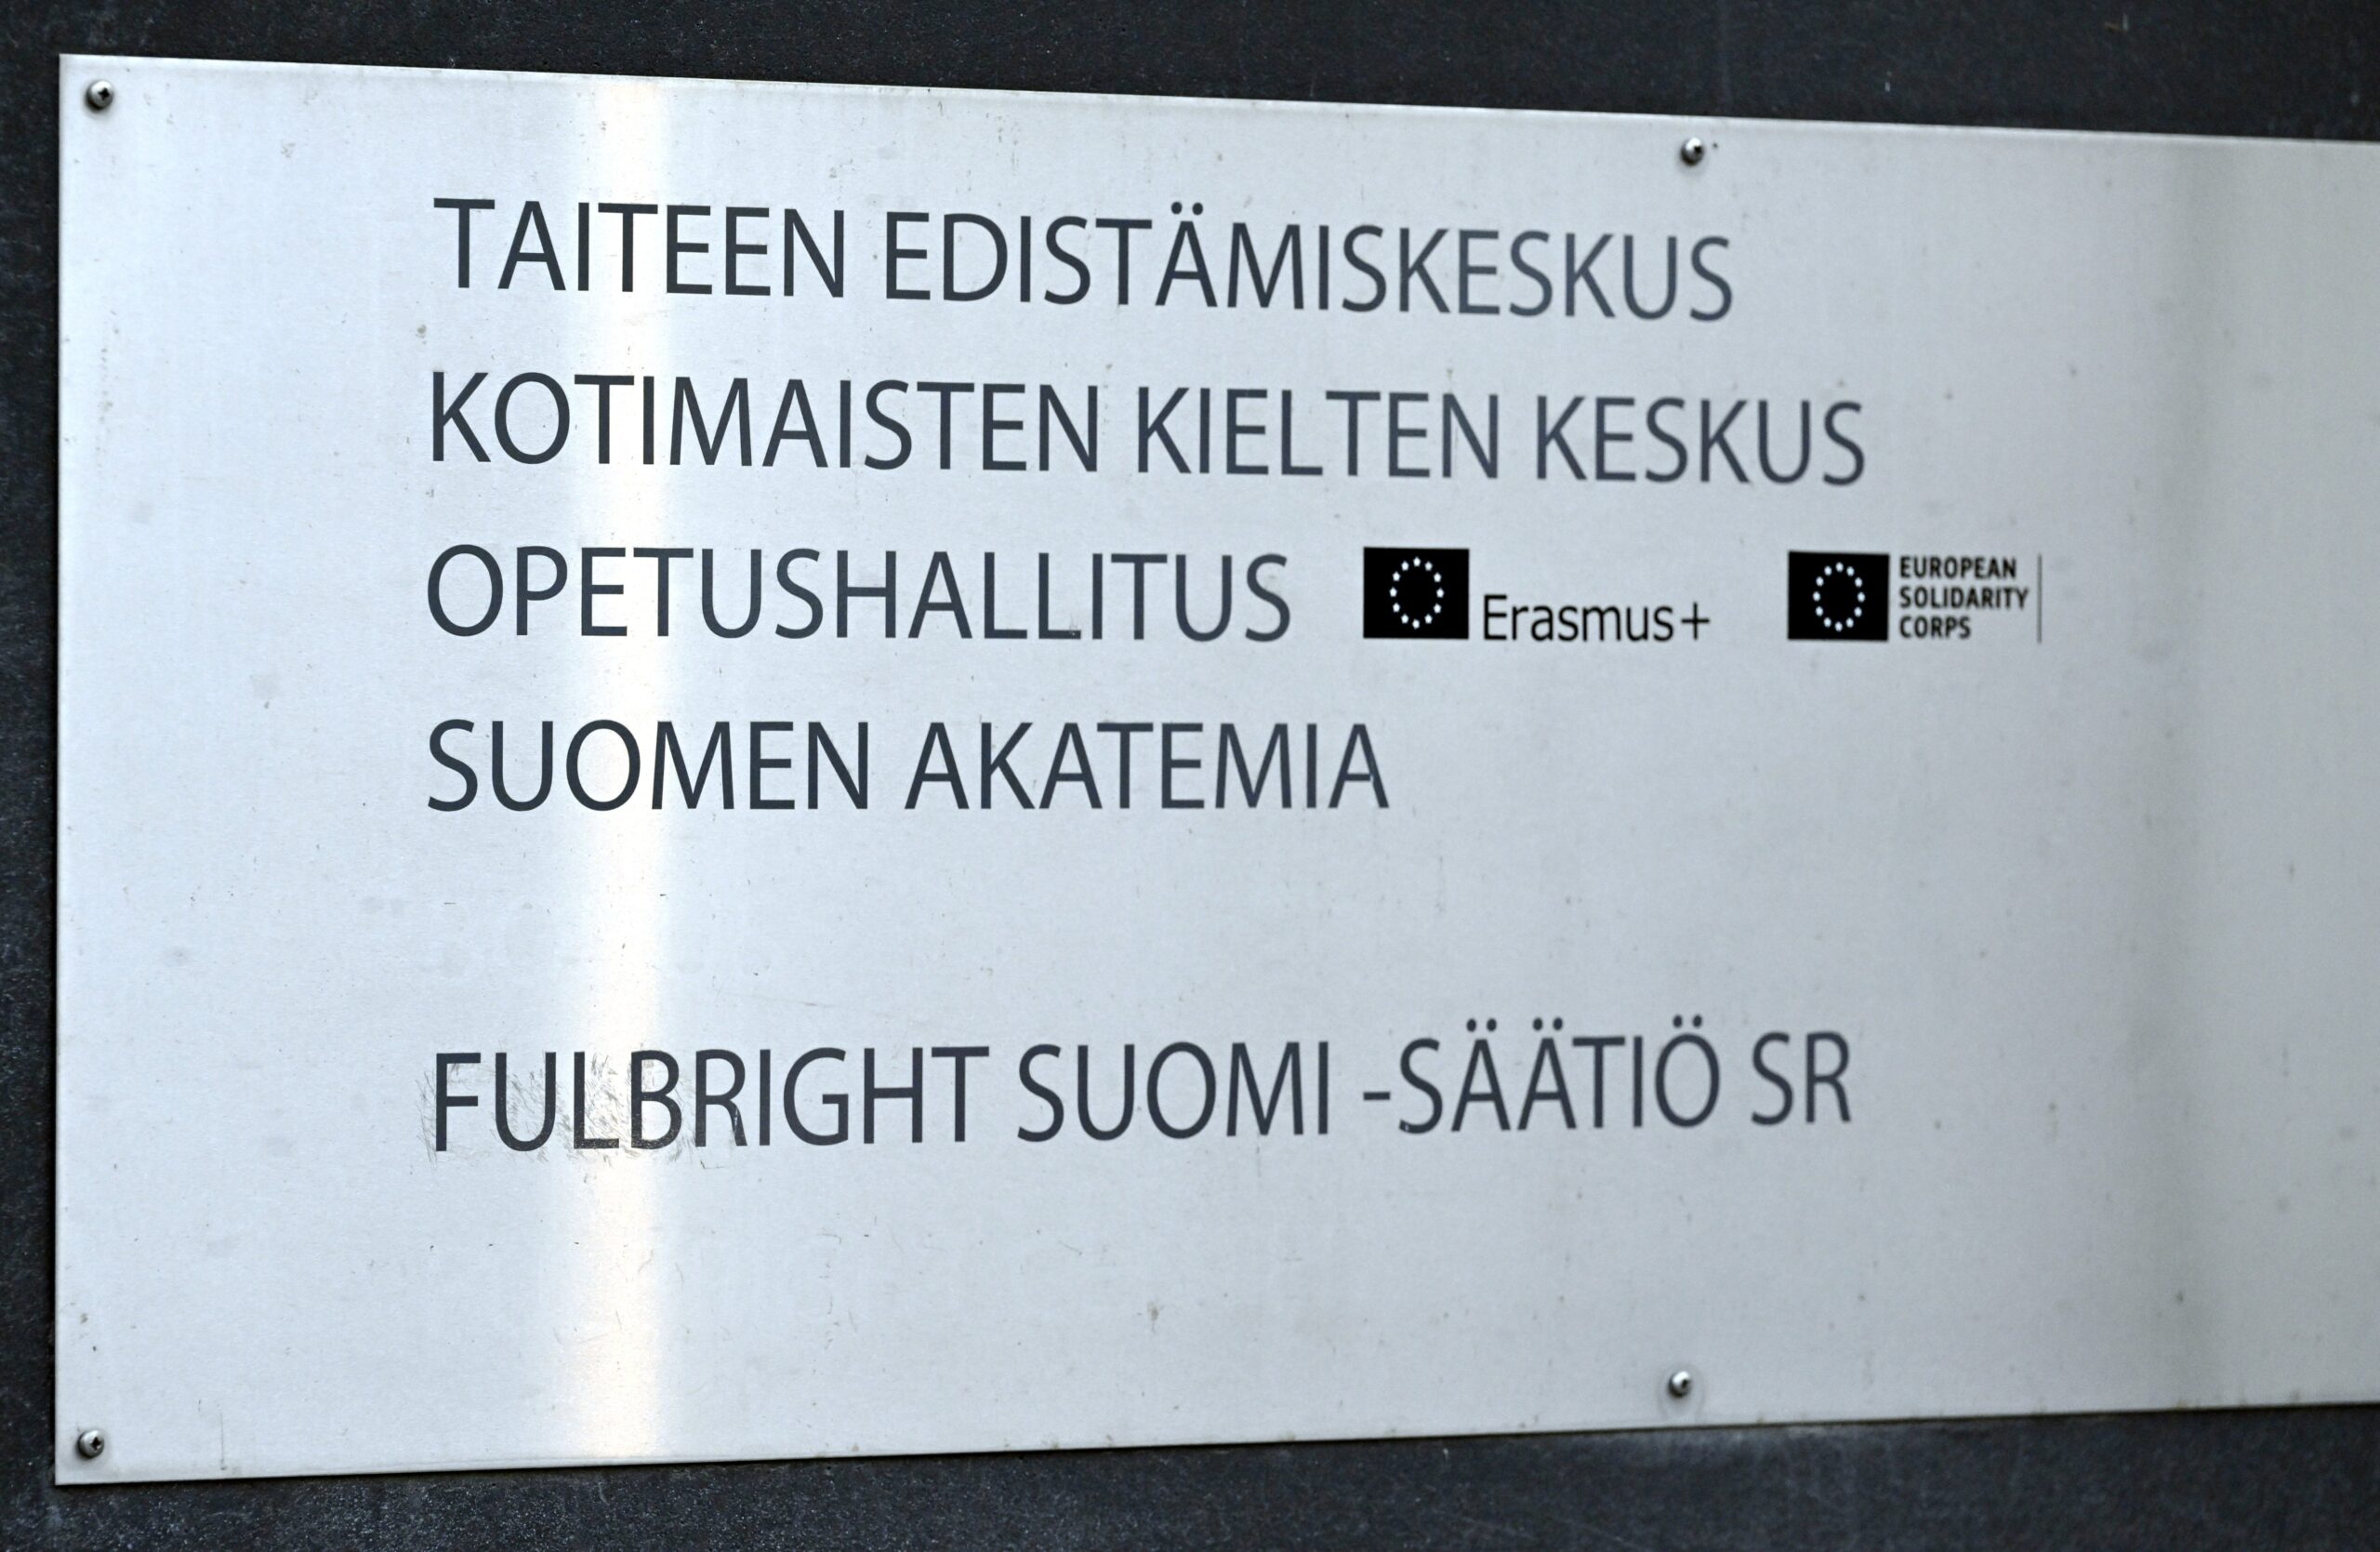 TAITEEN EDISTÄMISKESKUS
KOTIMAISTEN KIELTEN KESKUS
OPETUSHALLITUS Erasmus+ EUROPEAN
SOLIDARITY
CORPS
SUOMEN AKATEMIA
FULBRIGHT SUOMI -SÄÄTIÖ SR